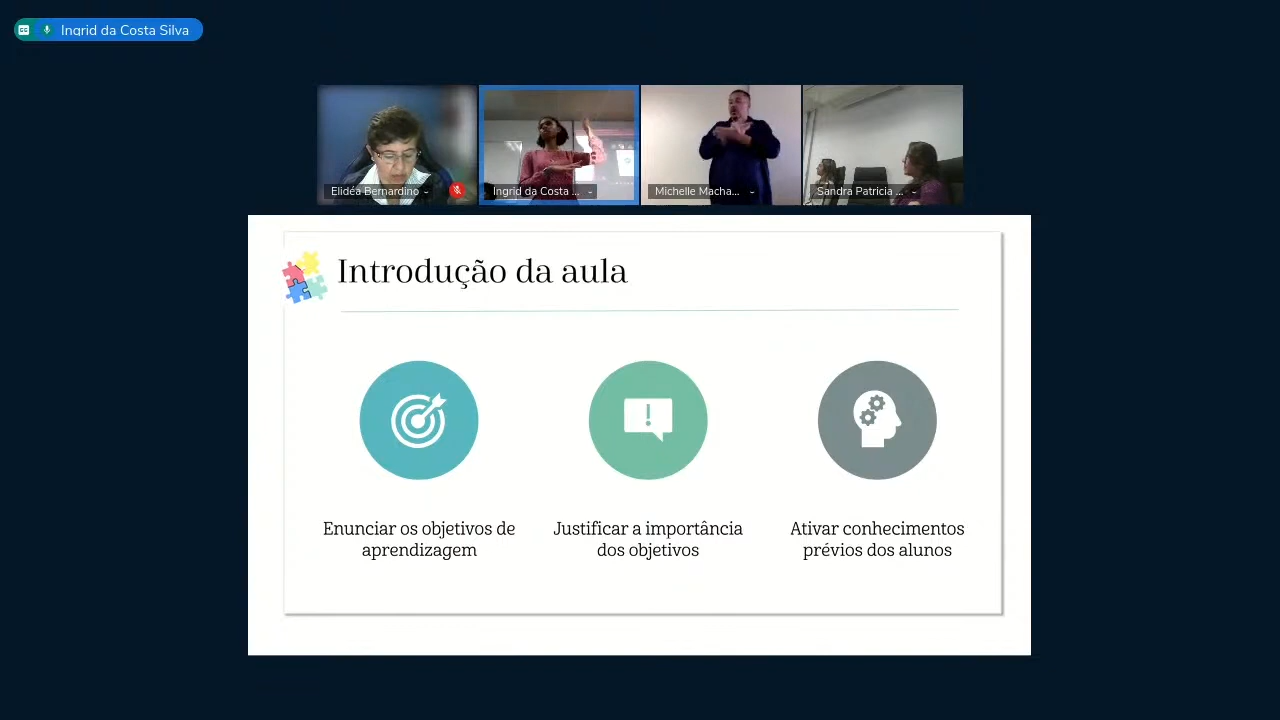 Ingrid da Costa Silva
Elidéa Bernardino
Ingrid da Costa ...
Michelle Macha...
Sandra Patricia ...
Introdução da aula
Enunciar os objetivos de
aprendizagem
Justificar a importância
dos objetivos
Ativar conhecimentos
prévios dos alunos